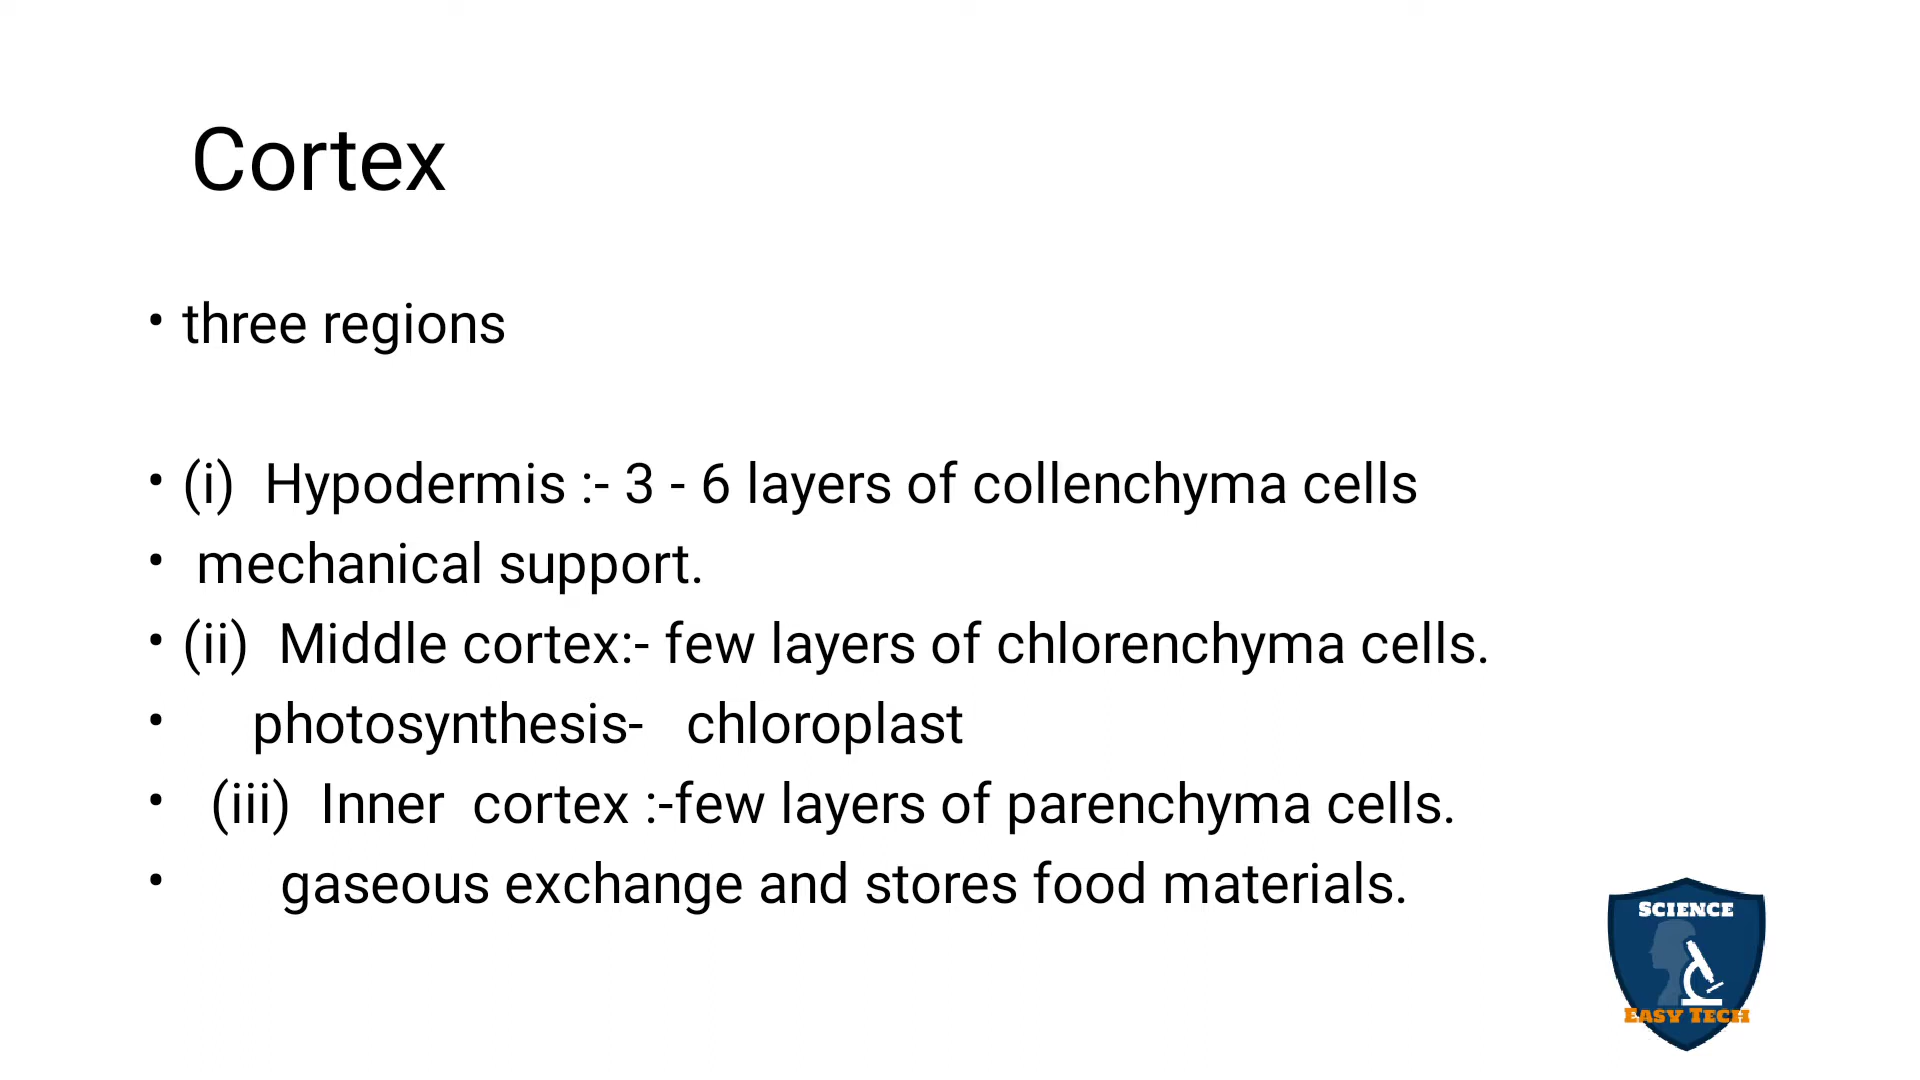 Cortex
• three regions
• (i)  Hypodermis :- 3 - 6 layers of collenchyma cells
•  mechanical support.
• (ii)  Middle cortex:- few layers of chlorenchyma cells.
•      photosynthesis-   chloroplast
•   (iii)  Inner  cortex :-few layers of parenchyma cells.
•        gaseous exchange and stores food materials.
SCIENCE
EASY TECH